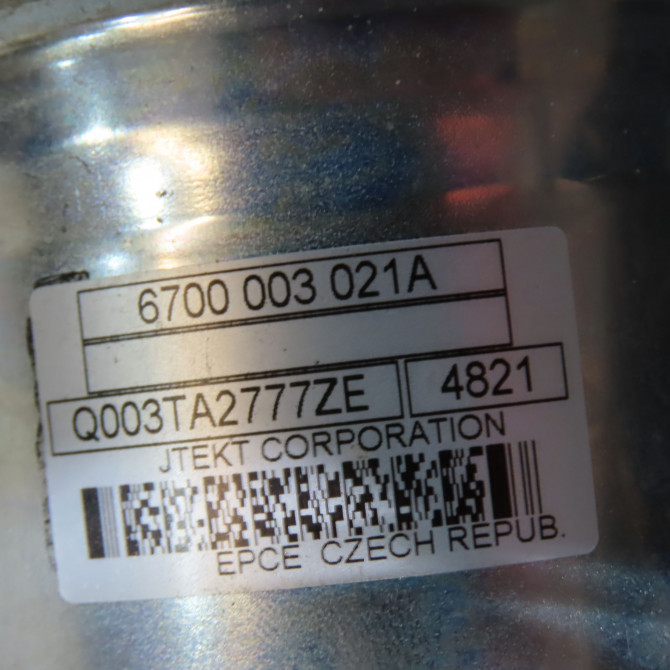 6700 003 021A
Q003TA2777ZE 4821
JTEKT CORPORATION
EPCE CZECH REPUB.